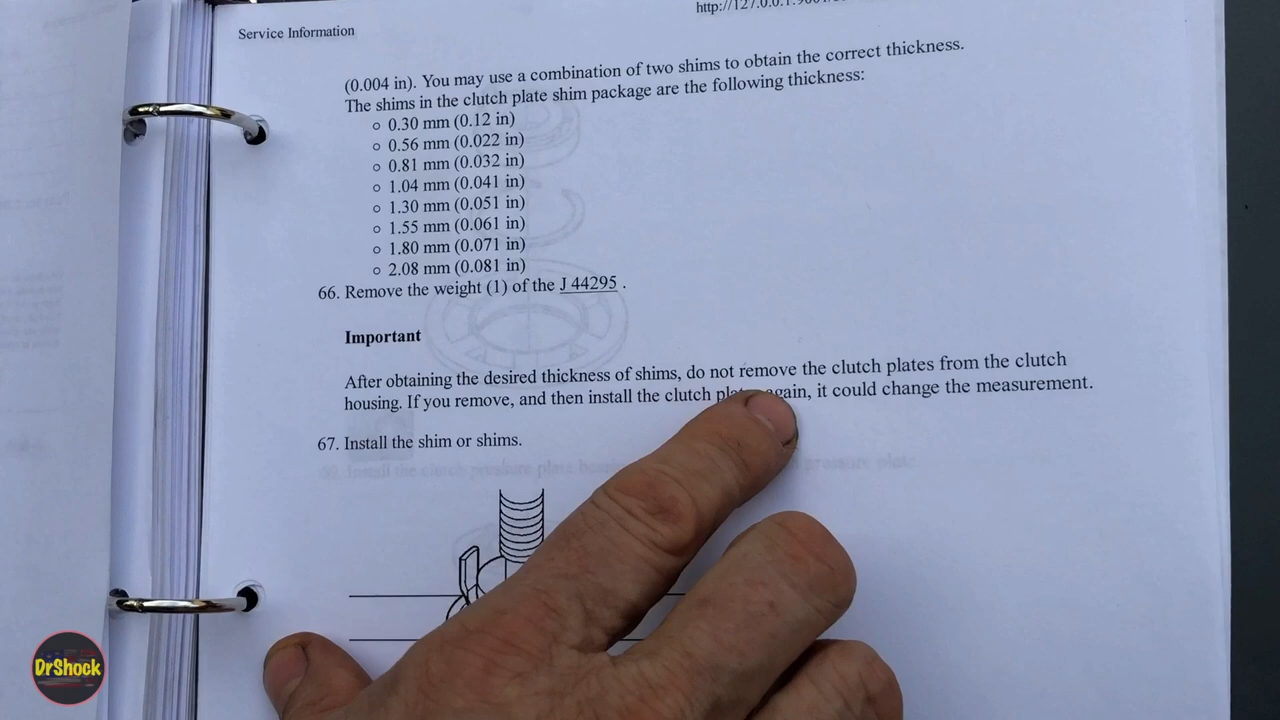 Service Information
(0.004 in). You may use a combination of two shims to obtain the correct thickness.
The shims in the clutch plate shim package are the following thickness:
○ 0.30 mm (0.12 in)
○ 0.56 mm (0.022 in)
○ 0.81 mm (0.032 in)
○ 1.04 mm (0.041 in)
○ 1.30 mm (0.051 in)
○ 1.55 mm (0.061 in)
○ 1.80 mm (0.071 in)
○ 2.08 mm (0.081 in)
66. Remove the weight (1) of the J 44295 .
Important
After obtaining the desired thickness of shims, do not remove the clutch plates from the clutch
housing. If you remove, and then install the clutch again, it could change the measurement.
67. Install the shim or shims.
DrShock